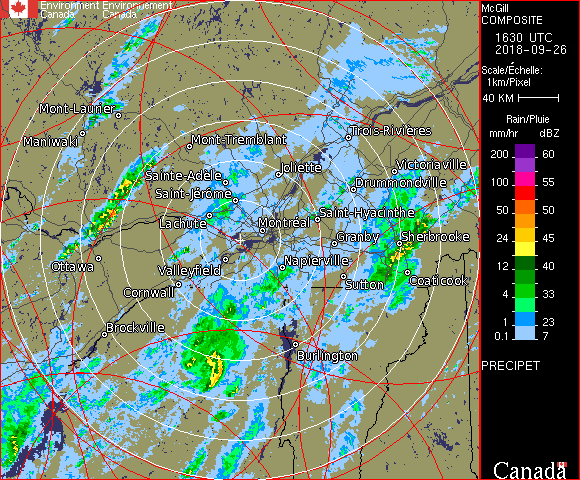 Environment Environnement
Canada Canada
McGill
COMPOSITE
1630 UTC
2018-09-26
Scale/Échelle:
1km/Pixel
40 KM
Rain/Pluie
mm/hr dBZ
200 60
100 55
50 50
24 45
12 40
4 33
1 23
0.1 7
PRECIPET
Canada
Mont-Laurier
Maniwaki
Mont-Tremblant
Trois-Rivières
Sainte-Adèle
Joliette
Victoriaville
Saint-Jérôme
Drummondville
Lachute
Montréal
Saint-Hyacinthe
Granby
Sherbrooke
Ottawa
Valleyfield
Napierville
Cornwall
Sutton
Coaticook
Brockville
Burlington